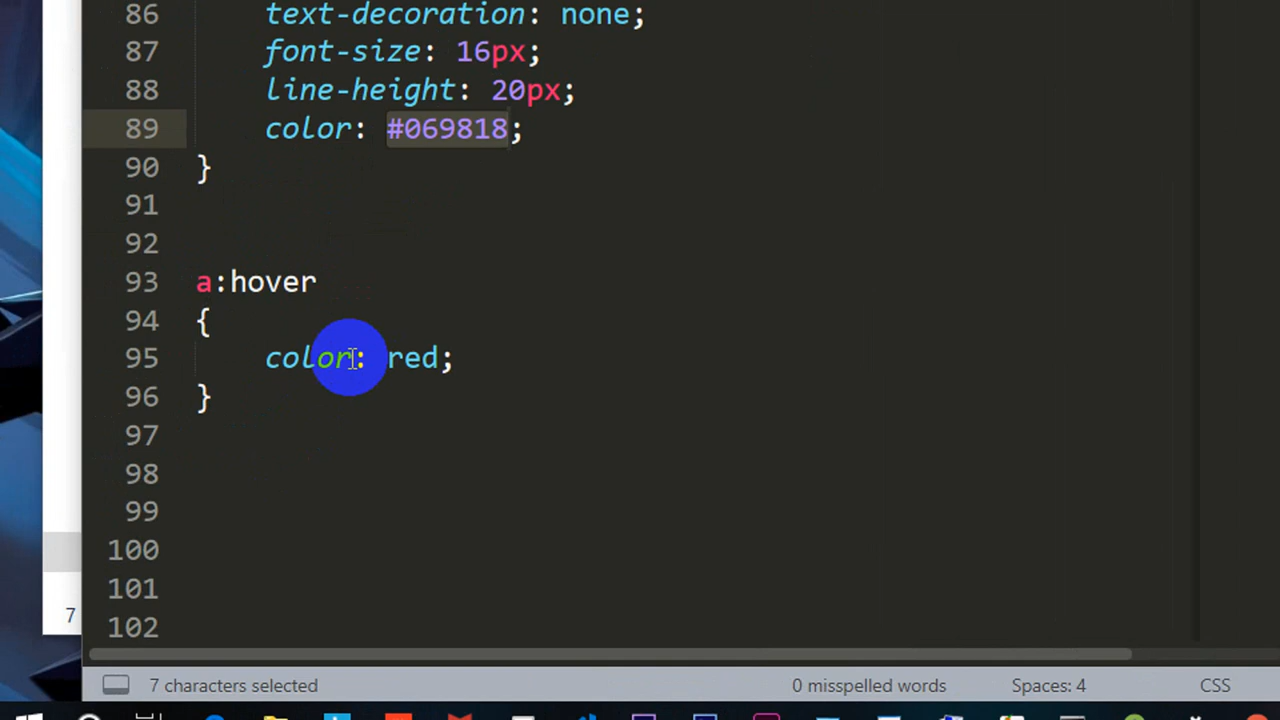 86 text-decoration: none;
87 font-size: 16px;
88 line-height: 20px;
89 color: #069818;
90 }
91
92
93 a:hover
94 {
95 color: red;
96 }
97
98
99
100
101
102
7
7 characters selected 0 misspelled words Spaces: 4 CSS